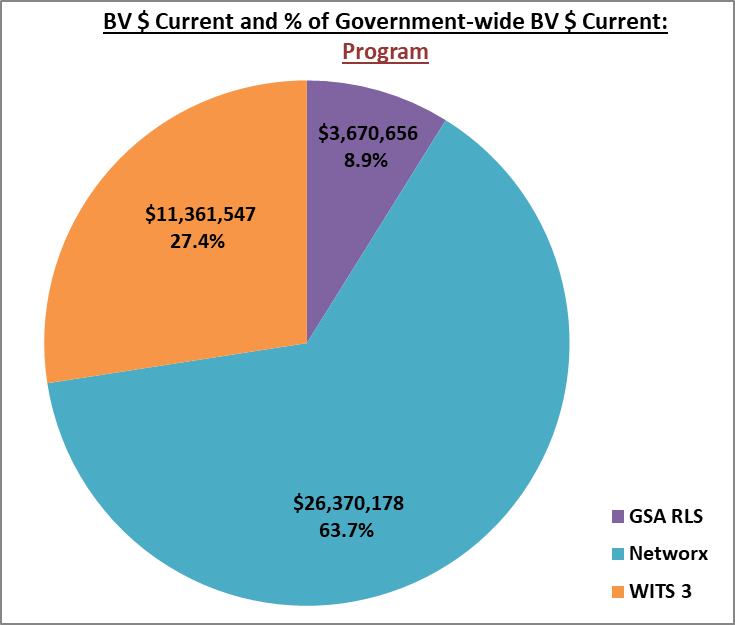 BV $ Current and % of Government-wide BV $ Current:
Program
$3,670,656
8.9%
$11,361,547
27.4%
$26,370,178
63.7%
GSA RLS
Networx
WITS 3